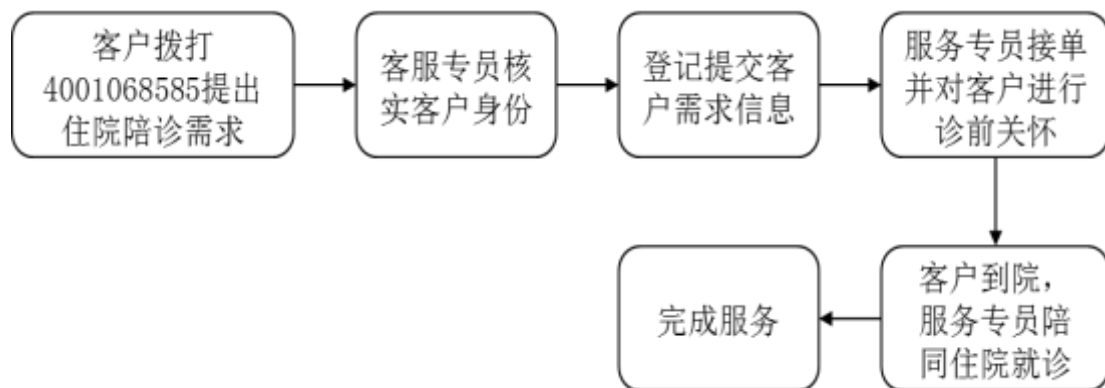 客户拨打
4001068585提出
住院陪诊需求
客服专员核
实客户身份
登记提交客
户需求信息
服务专员接单
并对客户进行
诊前关怀
客户到院，
服务专员陪
同住院就诊
完成服务